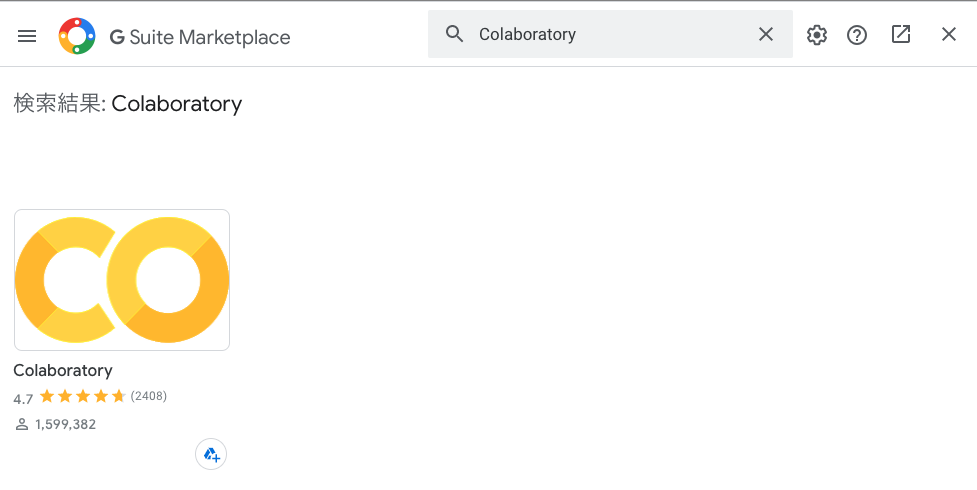 G Suite Marketplace
Colaboratory
検索結果: Colaboratory
Colaboratory
4.7 (2408)
1,599,382